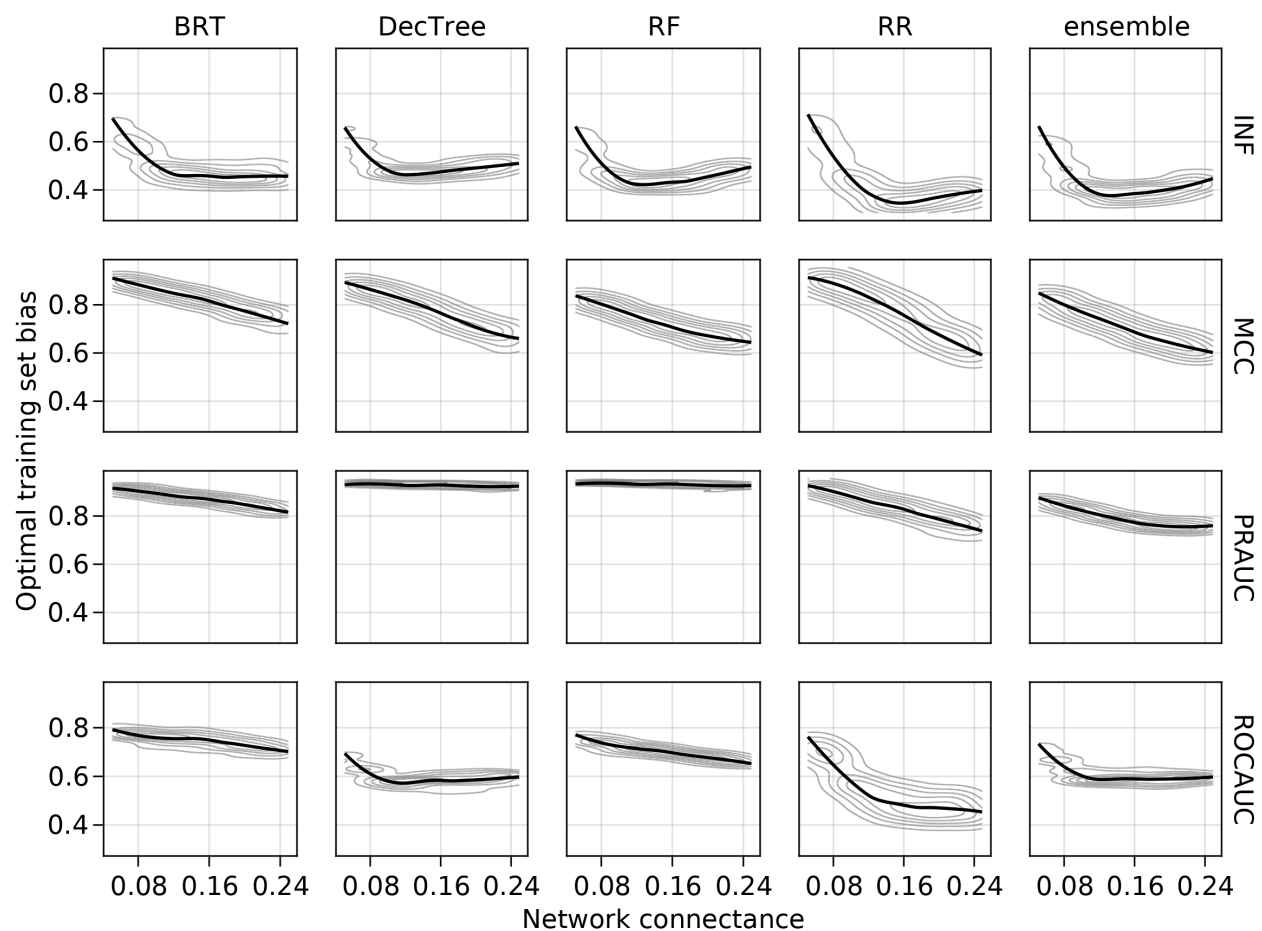 BRT DecTree RF RR ensemble
0.8
0.6
0.4
INF
0.8
0.6
0.4
MCC
Optimal training set bias
0.8
0.6
0.4
PRAUC
0.8
0.6
0.4
ROCAUC
0.08 0.16 0.24 0.08 0.16 0.24 0.08 0.16 0.24 0.08 0.16 0.24 0.08 0.16 0.24
Network connectance